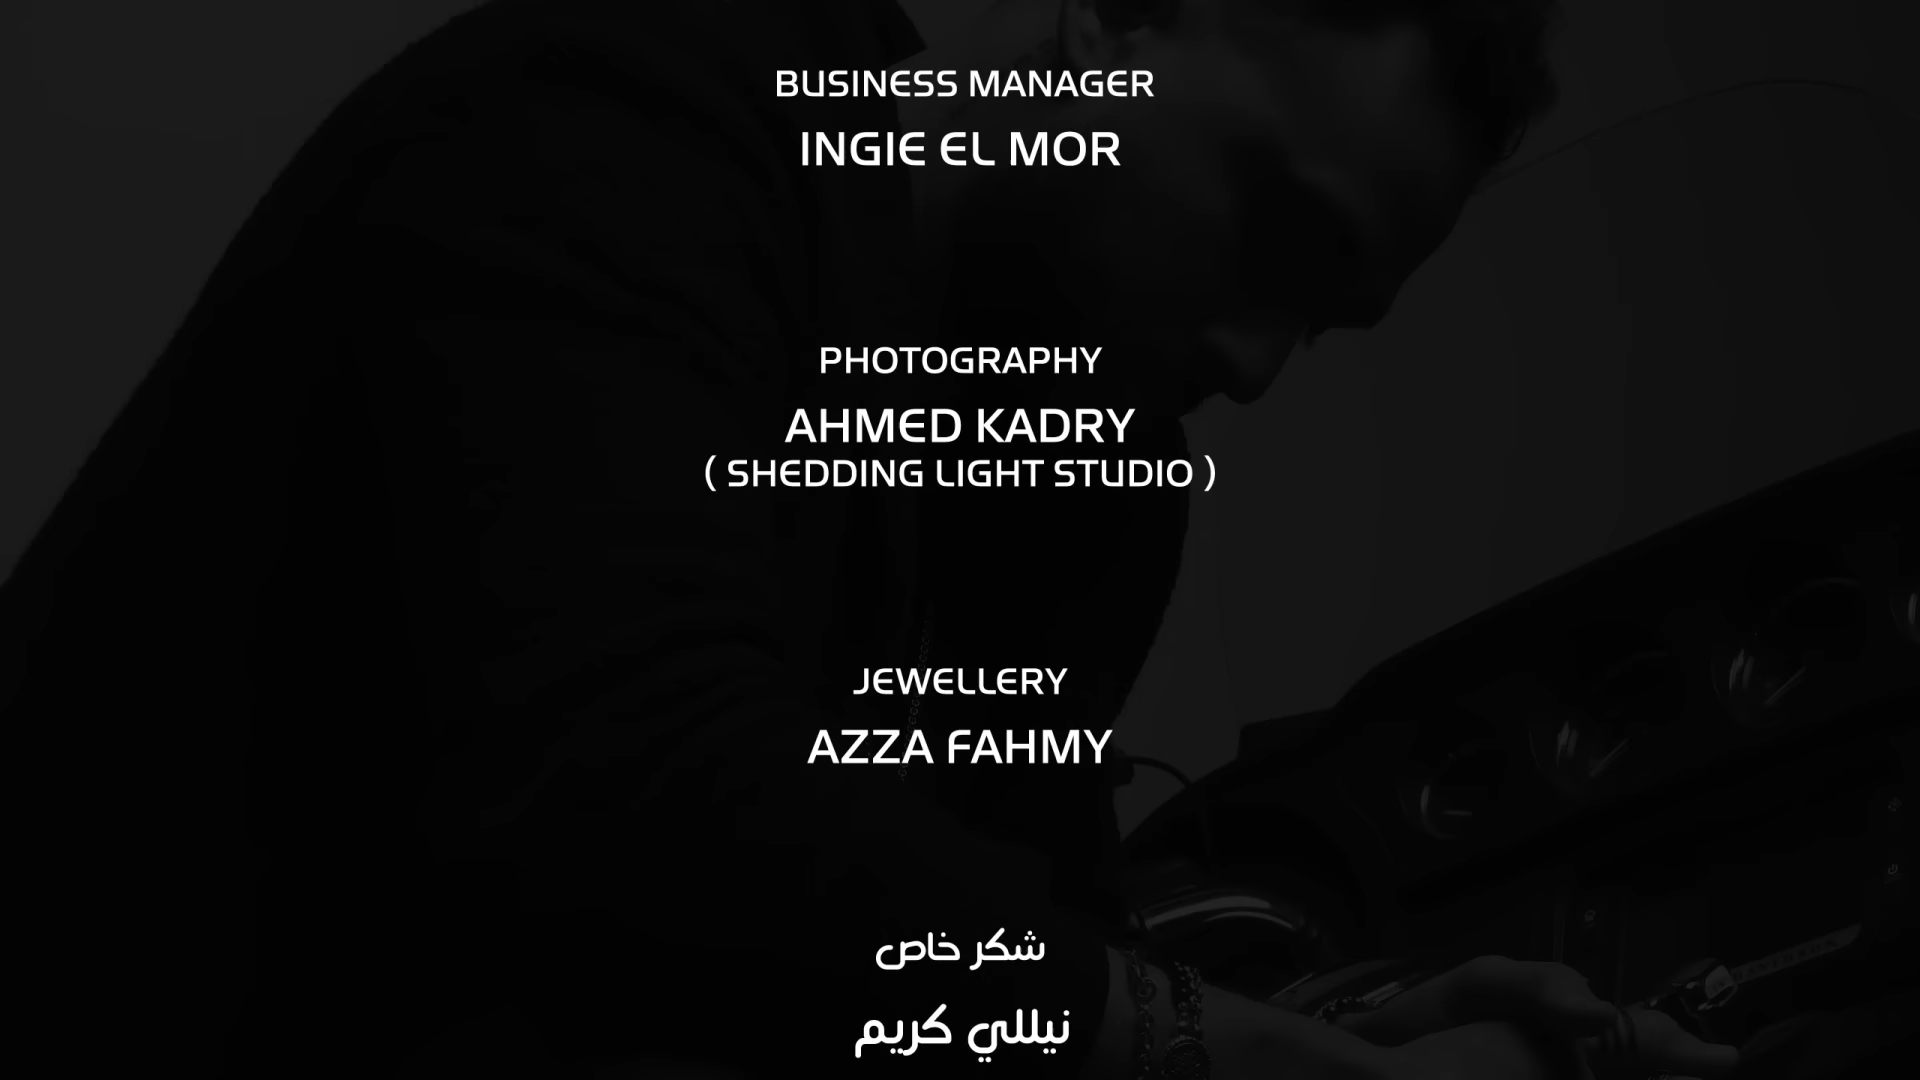 BUSINESS MANAGER
INGIE EL MOR
PHOTOGRAPHY
AHMED KADRY
( SHEDDING LIGHT STUDIO )
JEWELLERY
AZZA FAHMY
شكر خاص
نيللي كريم